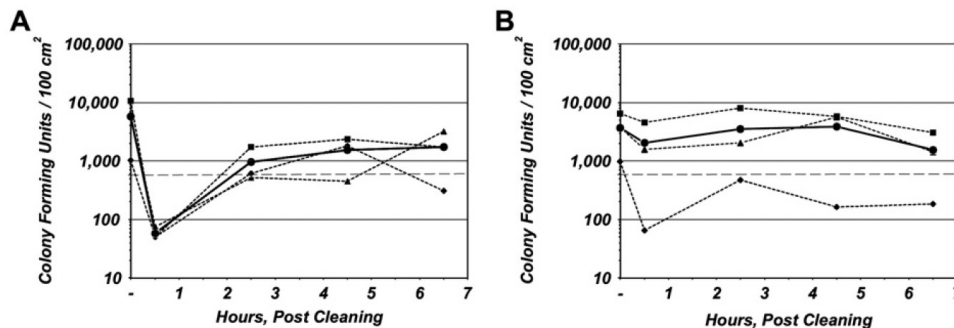 A
Colony Forming Units / 100 cm²
100,000
10,000
1,000
100
10
- 1 2 3 4 5 6 7
Hours, Post Cleaning
B
Colony Forming Units / 100 cm²
100,000
10,000
1,000
100
10
- 1 2 3 4 5 6 7
Hours, Post Cleaning